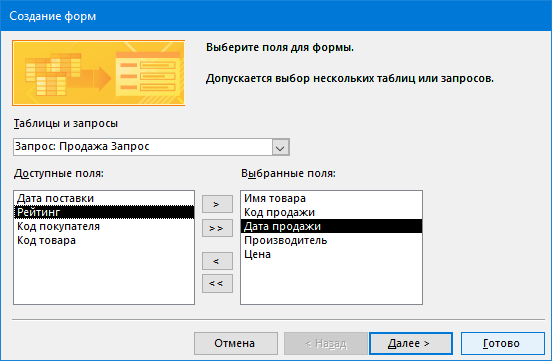 Создание форм
Выберите поля для формы.
Допускается выбор нескольких таблиц или запросов.
Таблицы и запросы
Запрос: Продажа Запрос
Доступные поля:
Выбранные поля:
Дата поставки
Рейтинг
Код покупателя
Код товара
>
>>
<
<<
Имя товара
Код продажи
Дата продажи
Производитель
Цена
Отмена
< Назад
Далее >
Готово